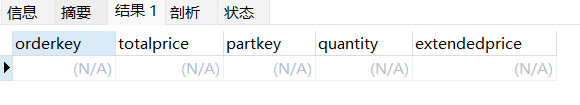 信息 摘要 结果 1 剖析 状态
orderkey totalprice partkey quantity extendedprice
(N/A) (N/A) (N/A) (N/A) (N/A)